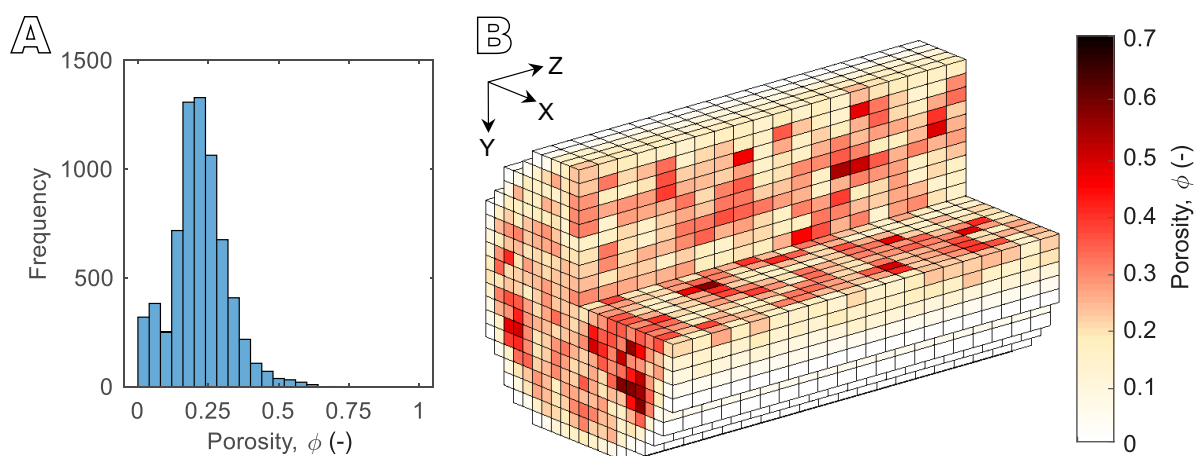 A
1500
1000
500
0
Frequency
0 0.25 0.5 0.75 1
Porosity, ϕ (-)
B
Z
X
Y
0.7
0.6
0.5
0.4
0.3
0.2
0.1
0
Porosity, ϕ (-)